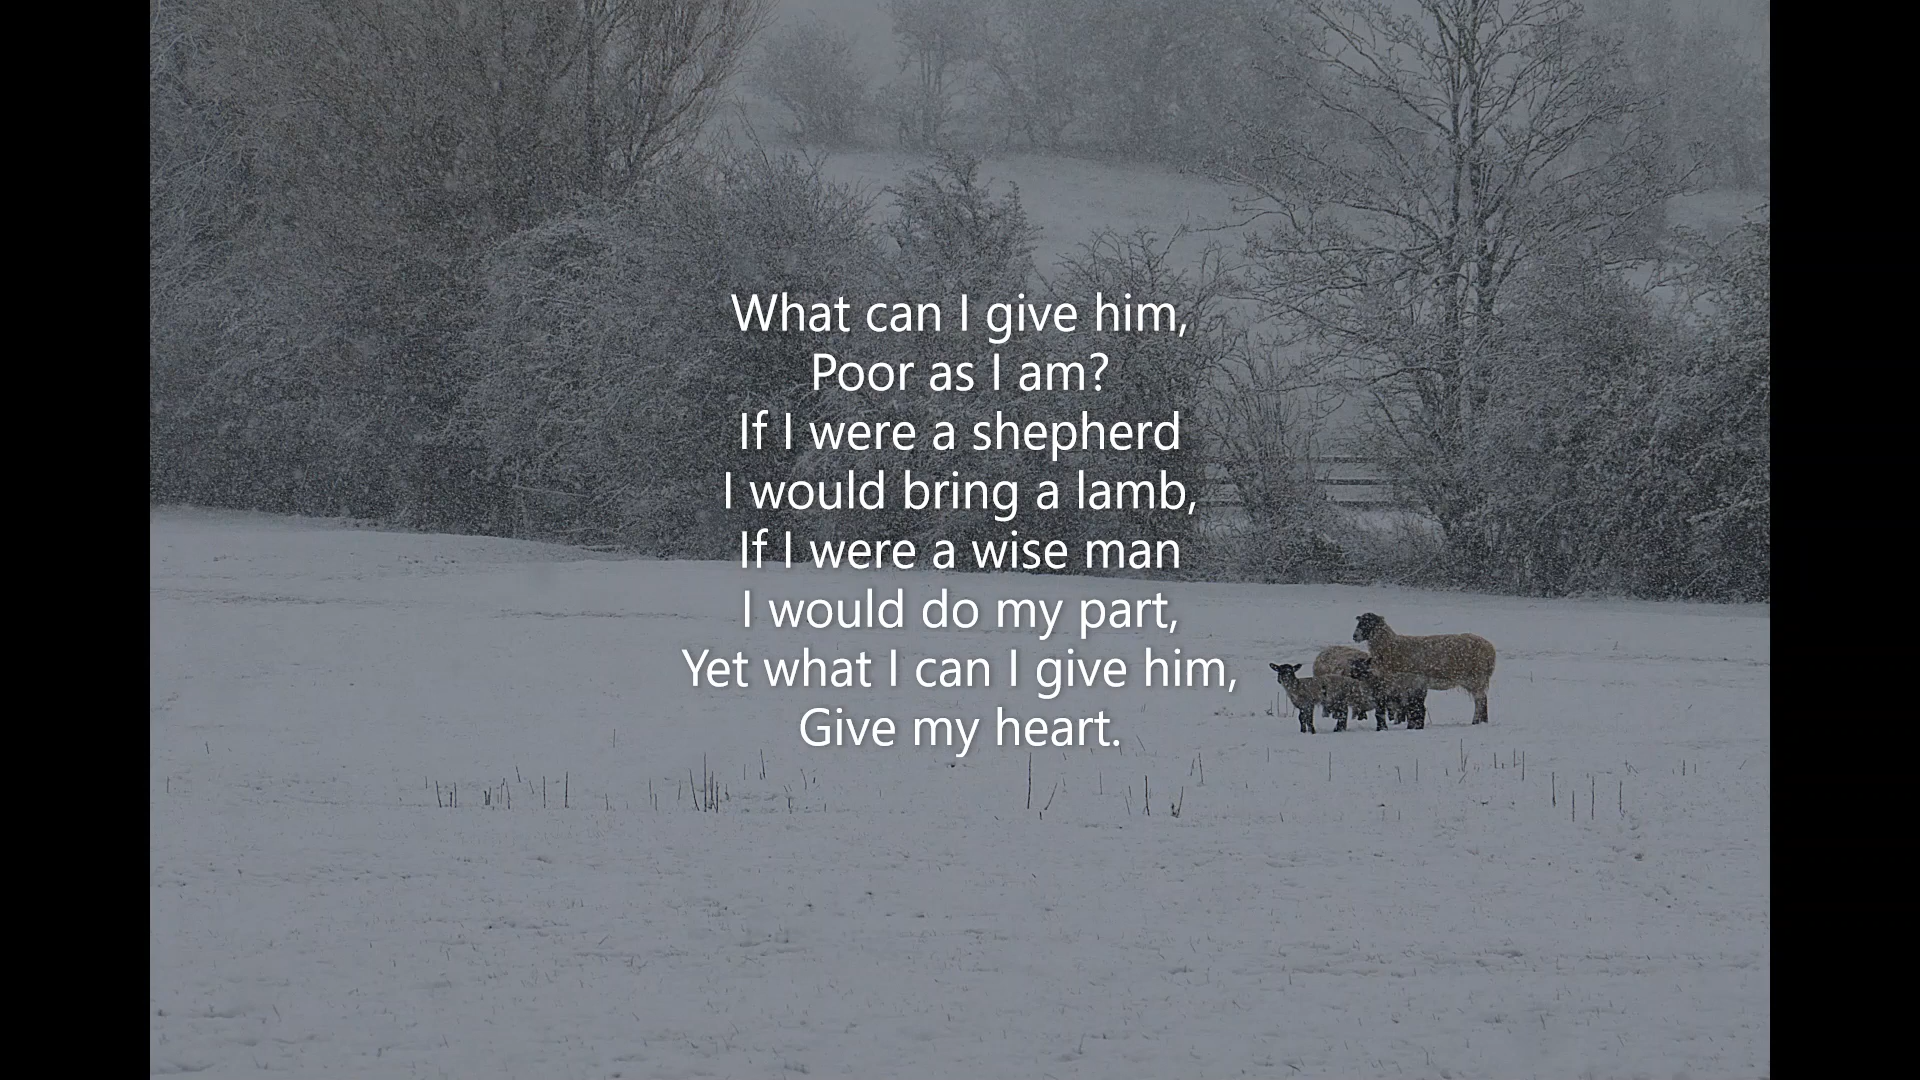 What can I give him,
Poor as I am?
If I were a shepherd
I would bring a lamb,
If I were a wise man
I would do my part,
Yet what I can I give him,
Give my heart.